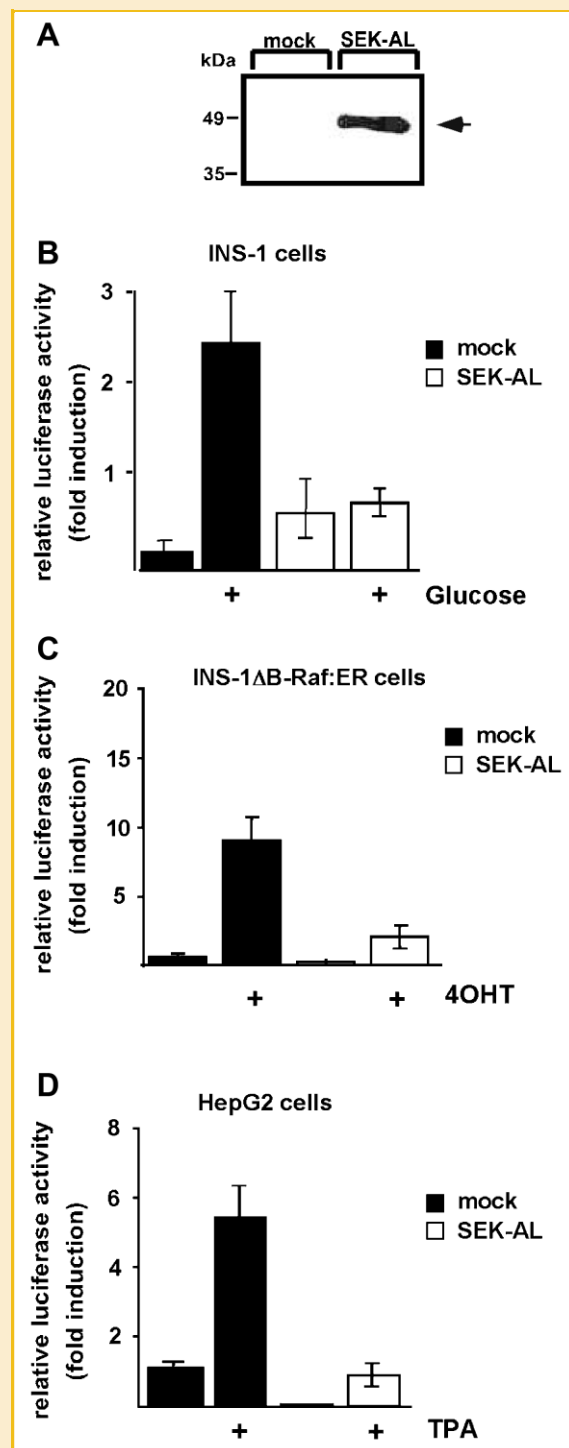 A
mock SEK-AL
kDa
49
35
B
INS-1 cells
relative luciferase activity
(fold induction)
3
2
1
mock
SEK-AL
+ + Glucose
C
INS-1ΔB-Raf:ER cells
relative luciferase activity
(fold induction)
20
15
10
5
mock
SEK-AL
+ + 4OHT
D
HepG2 cells
relative luciferase activity
(fold induction)
8
6
4
2
mock
SEK-AL
+ + TPA